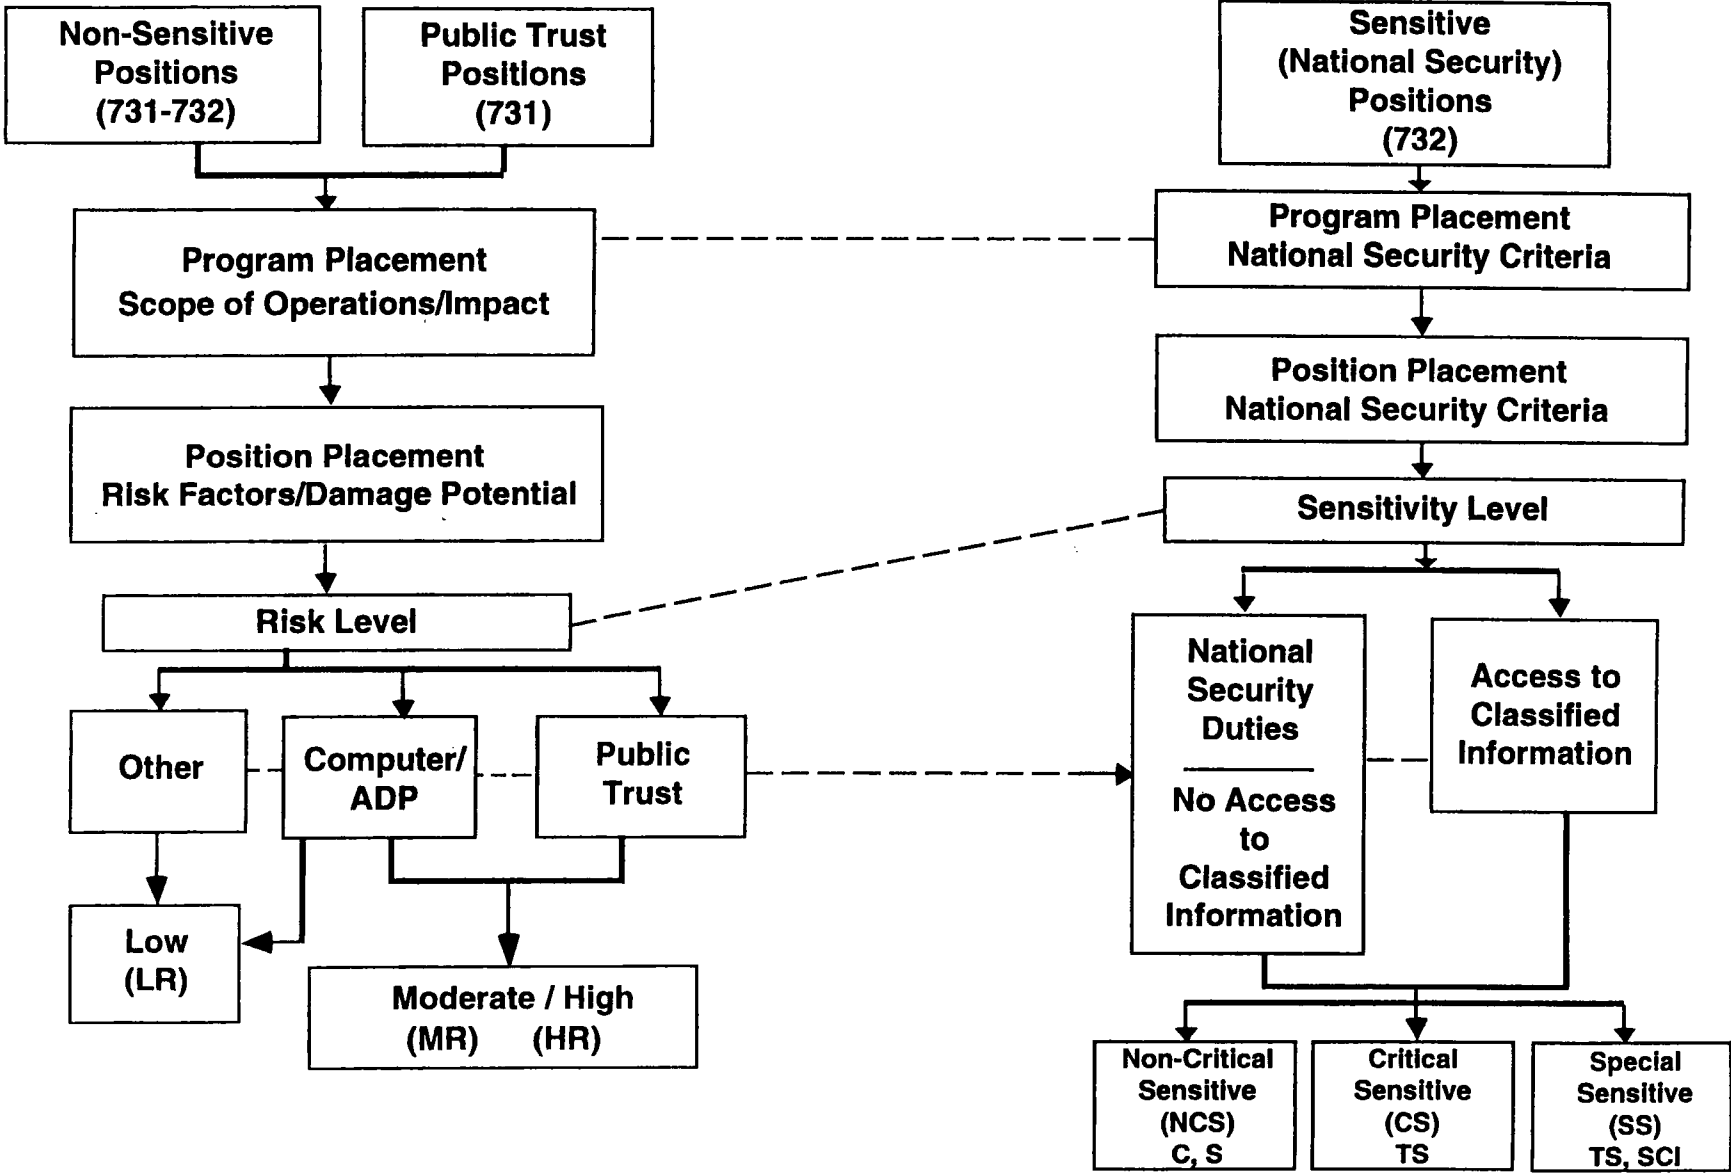 Non-Sensitive
Positions
(731-732)
Public Trust
Positions
(731)
Program Placement
Scope of Operations/Impact
Position Placement
Risk Factors/Damage Potential
Risk Level
Other
Computer/
ADP
Public
Trust
Low
(LR)
Moderate / High
(MR) (HR)
Sensitive
(National Security)
Positions
(732)
Program Placement
National Security Criteria
Position Placement
National Security Criteria
Sensitivity Level
National
Security
Duties
No Access
to
Classified
Information
Access to
Classified
Information
Non-Critical
Sensitive
(NCS)
C, S
Critical
Sensitive
(CS)
TS
Special
Sensitive
(SS)
TS, SCI